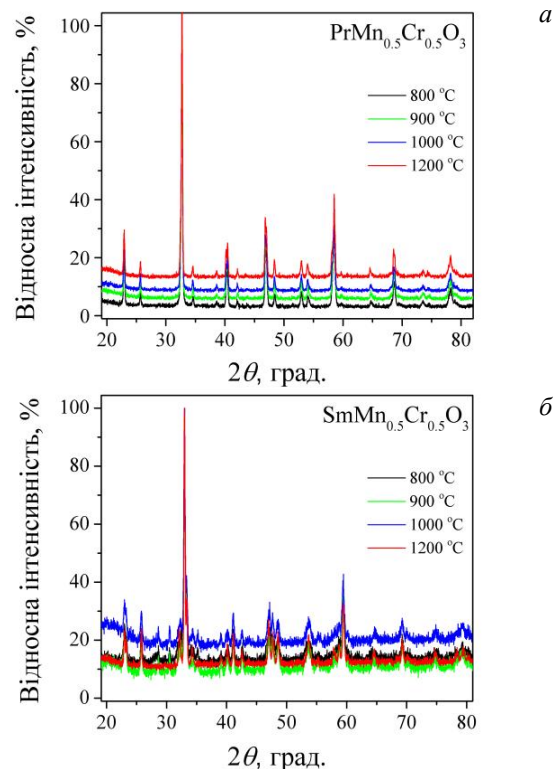 а
PrMn0.5Cr0.5O3
800 °C
900 °C
1000 °C
1200 °C
Відносна інтенсивність, %
100
80
60
40
20
0
20 30 40 50 60 70 80
2θ, град.
б
SmMn0.5Cr0.5O3
800 °C
900 °C
1000 °C
1200 °C
Відносна інтенсивність, %
100
80
60
40
20
0
20 30 40 50 60 70 80
2θ, град.